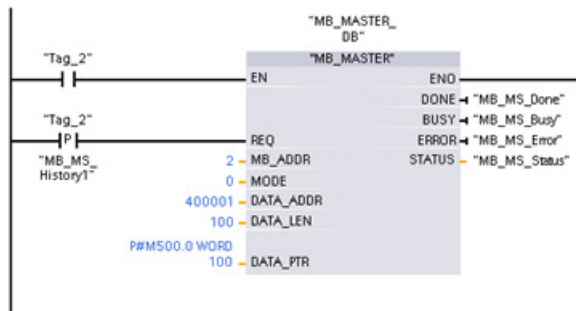 "MB_MASTER_
DB"
"Tag_2"
"MB_MASTER"
EN
ENO
DONE
"MB_MS_Done"
"Tag_2"
BUSY
"MB_MS_Busy"
P
REQ
ERROR
"MB_MS_Error"
"MB_MS_
History1"
2
MB_ADDR
STATUS
"MB_MS_Status"
0
MODE
400001
DATA_ADDR
100
DATA_LEN
P#M500.0 WORD
100
DATA_PTR